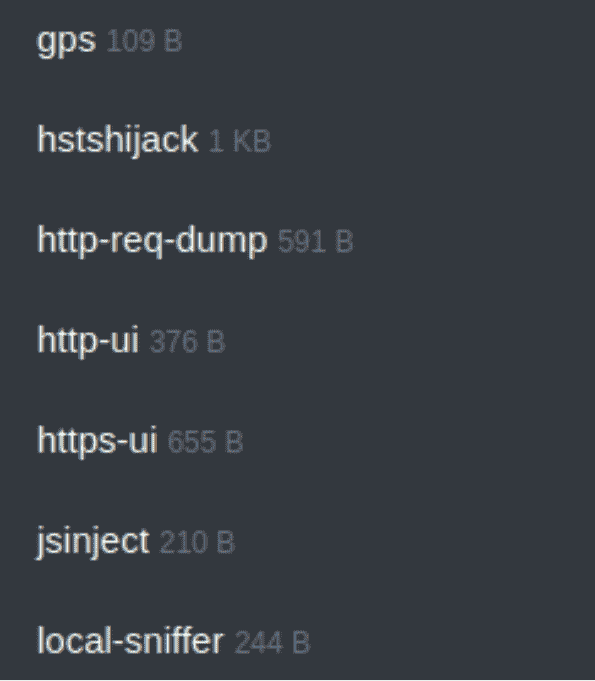 gps 109 B
hstshijack 1 KB
http-req-dump 591 B
http-ui 376 B
https-ui 655 B
jsinject 210 B
local-sniffer 244 B